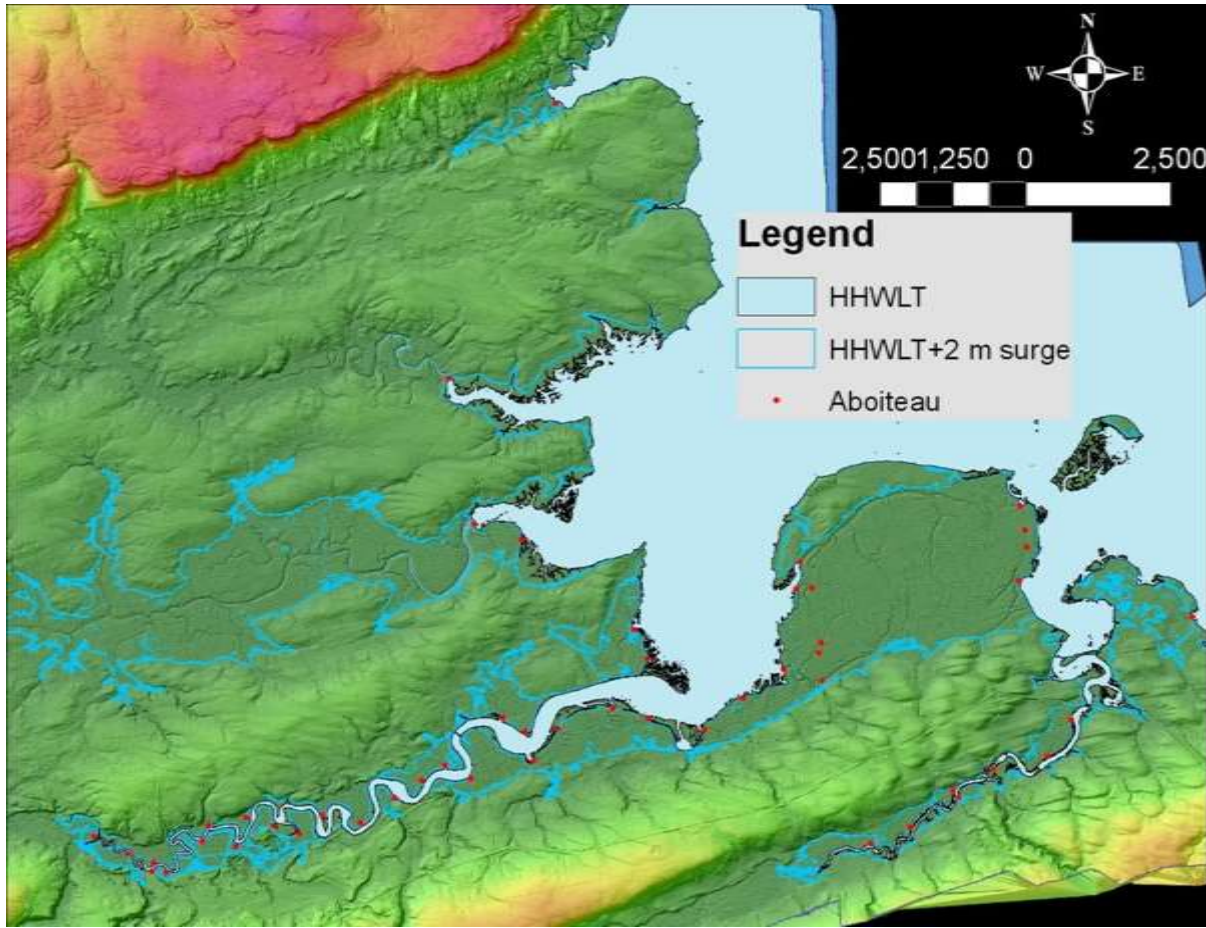 N
W E
S
2,5001,250 0 2,500
Legend
HHWLT
HHWLT+2 m surge
Aboiteau